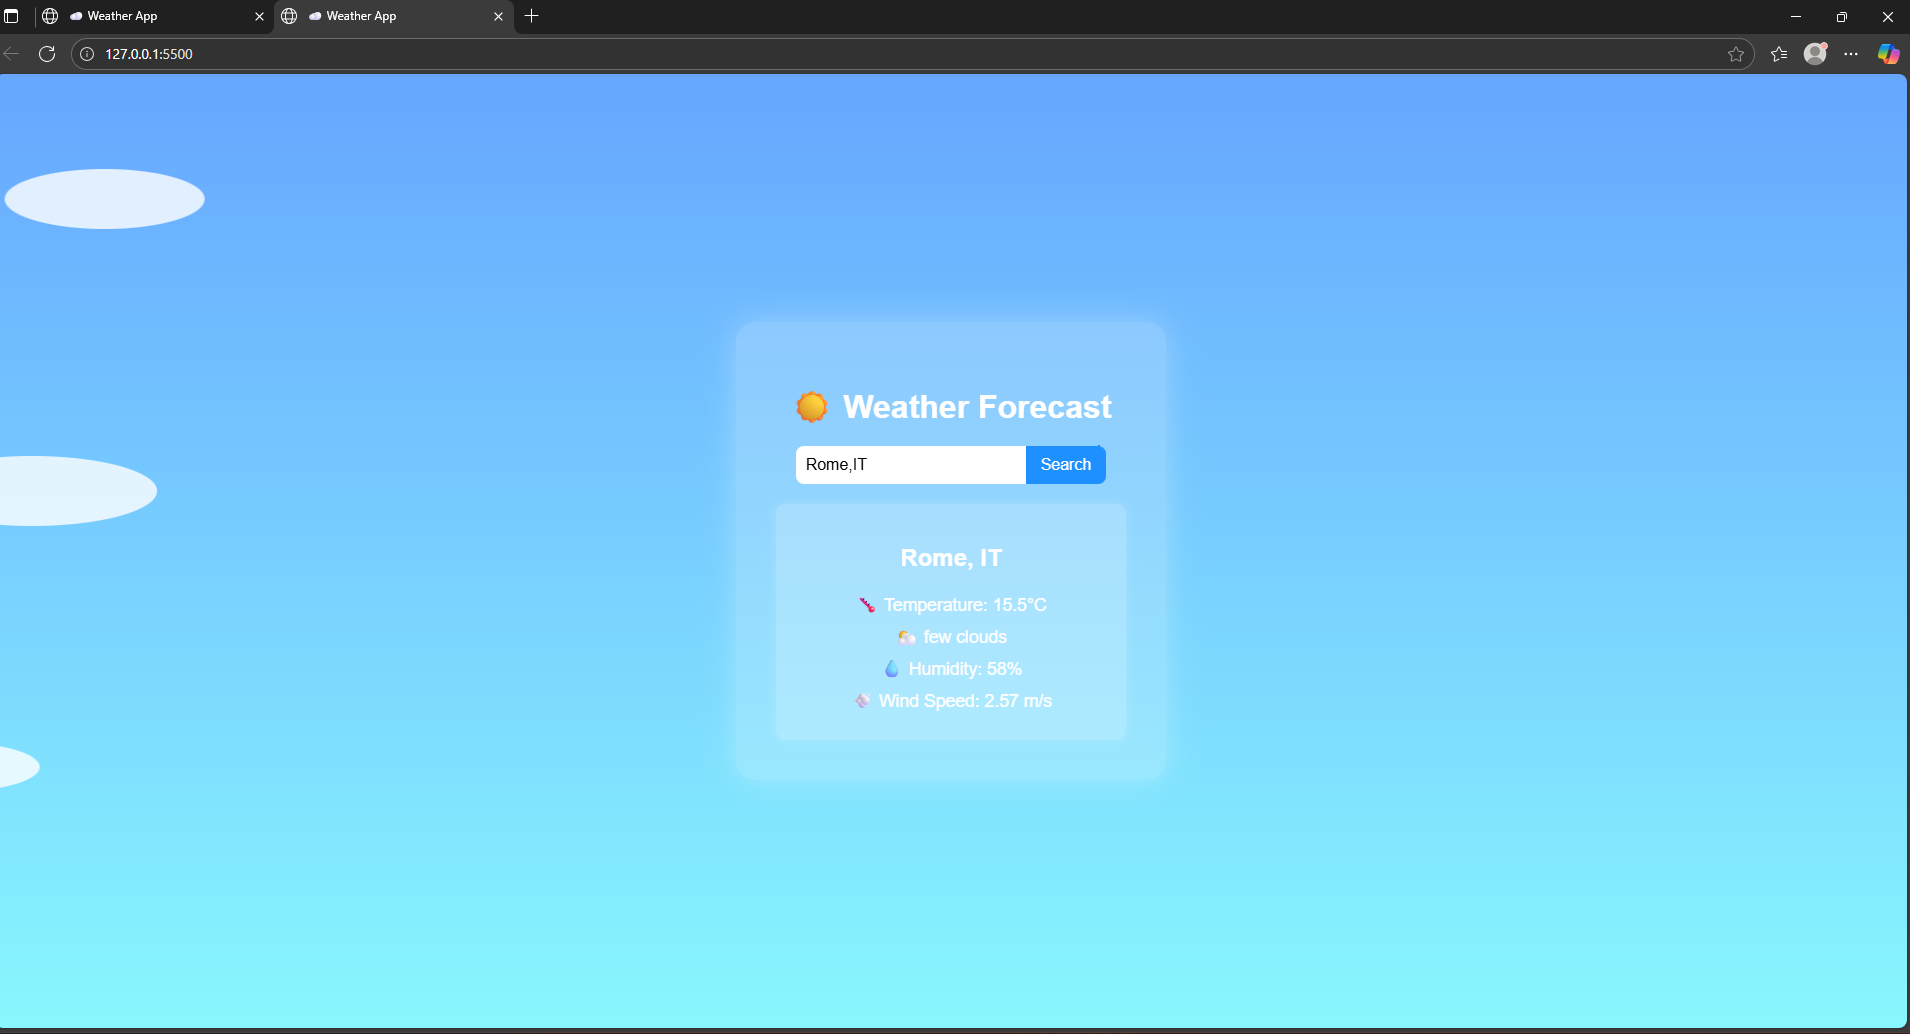 Weather App
Weather App
127.0.0.1:5500
Weather Forecast
Rome,IT
Search
Rome, IT
Temperature: 15.5°C
few clouds
Humidity: 58%
Wind Speed: 2.57 m/s